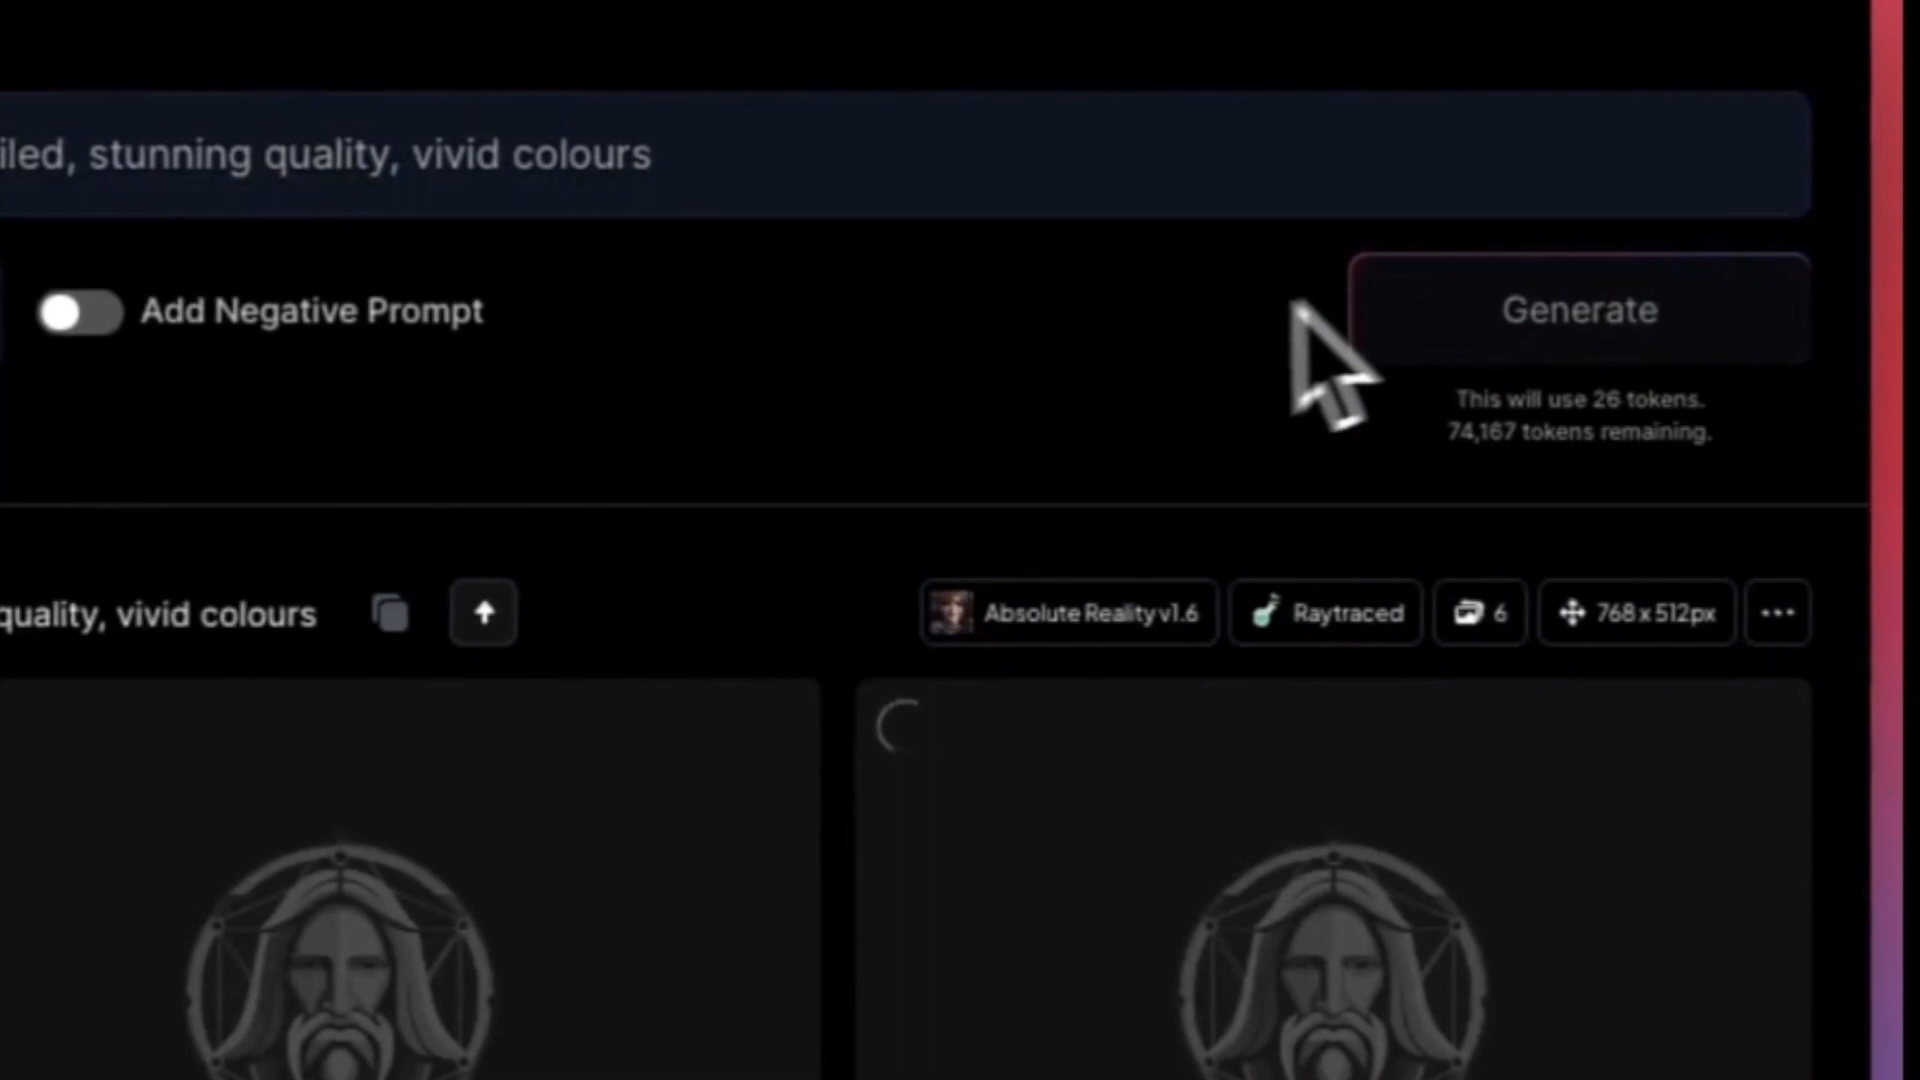 iled, stunning quality, vivid colours
Add Negative Prompt
Generate
This will use 26 tokens.
74,167 tokens remaining.
quality, vivid colours
Absolute Reality v1.6
Raytraced
6
768 x 512px